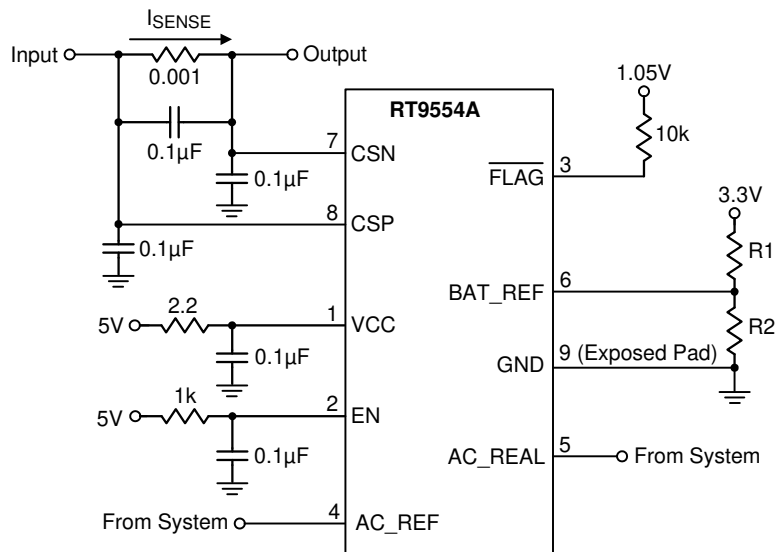 I_SENSE
Input
Output
0.001
1.05V
RT9554A
0.1µF
7
CSN
10k
3
FLAG
0.1µF
8
CSP
3.3V
0.1µF
R1
6
BAT_REF
2.2
1
5V
VCC
R2
9 (Exposed Pad)
GND
0.1µF
1k
2
5V
EN
5
AC_REAL
From System
0.1µF
4
From System
AC_REF